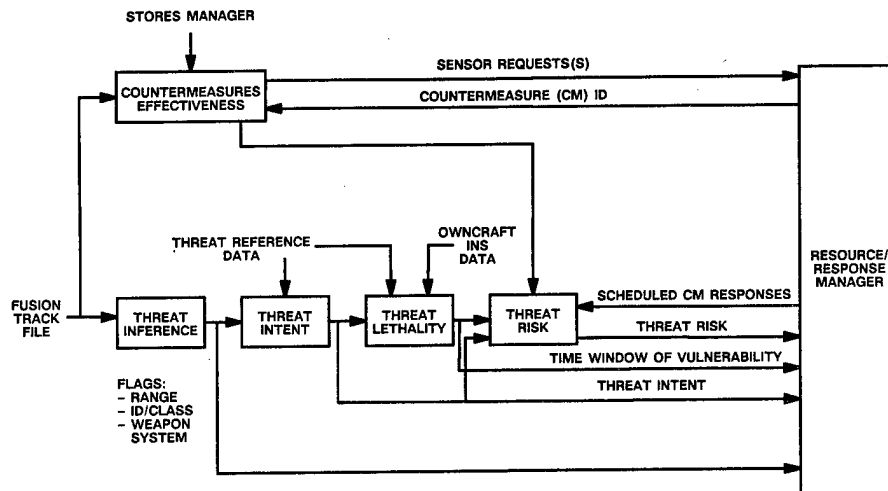 STORES MANAGER
SENSOR REQUESTS(S)
COUNTERMEASURES
EFFECTIVENESS
COUNTERMEASURE (CM) ID
THREAT REFERENCE
DATA
OWNCRAFT
INS
DATA
RESOURCE/
RESPONSE
MANAGER
FUSION
TRACK
FILE
THREAT
INFERENCE
THREAT
INTENT
THREAT
LETHALITY
THREAT
RISK
SCHEDULED CM RESPONSES
THREAT RISK
TIME WINDOW OF VULNERABILITY
THREAT INTENT
FLAGS:
– RANGE
– ID/CLASS
– WEAPON
SYSTEM